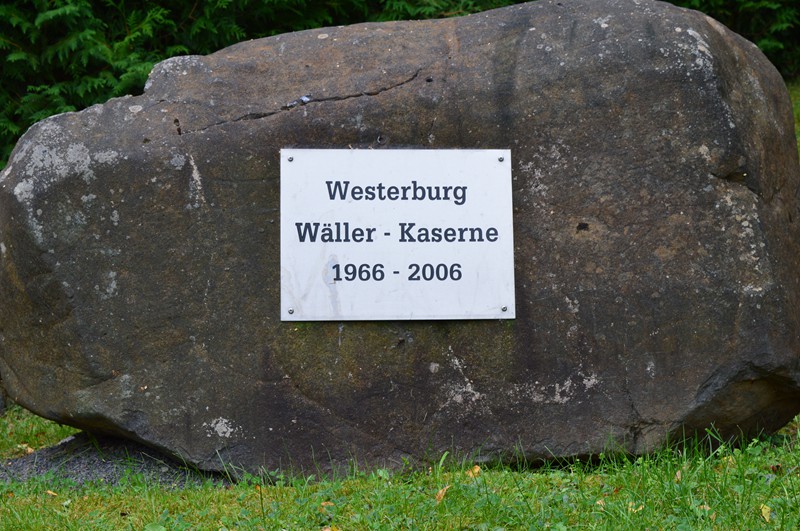 Westerburg
Wäller - Kaserne
1966 - 2006